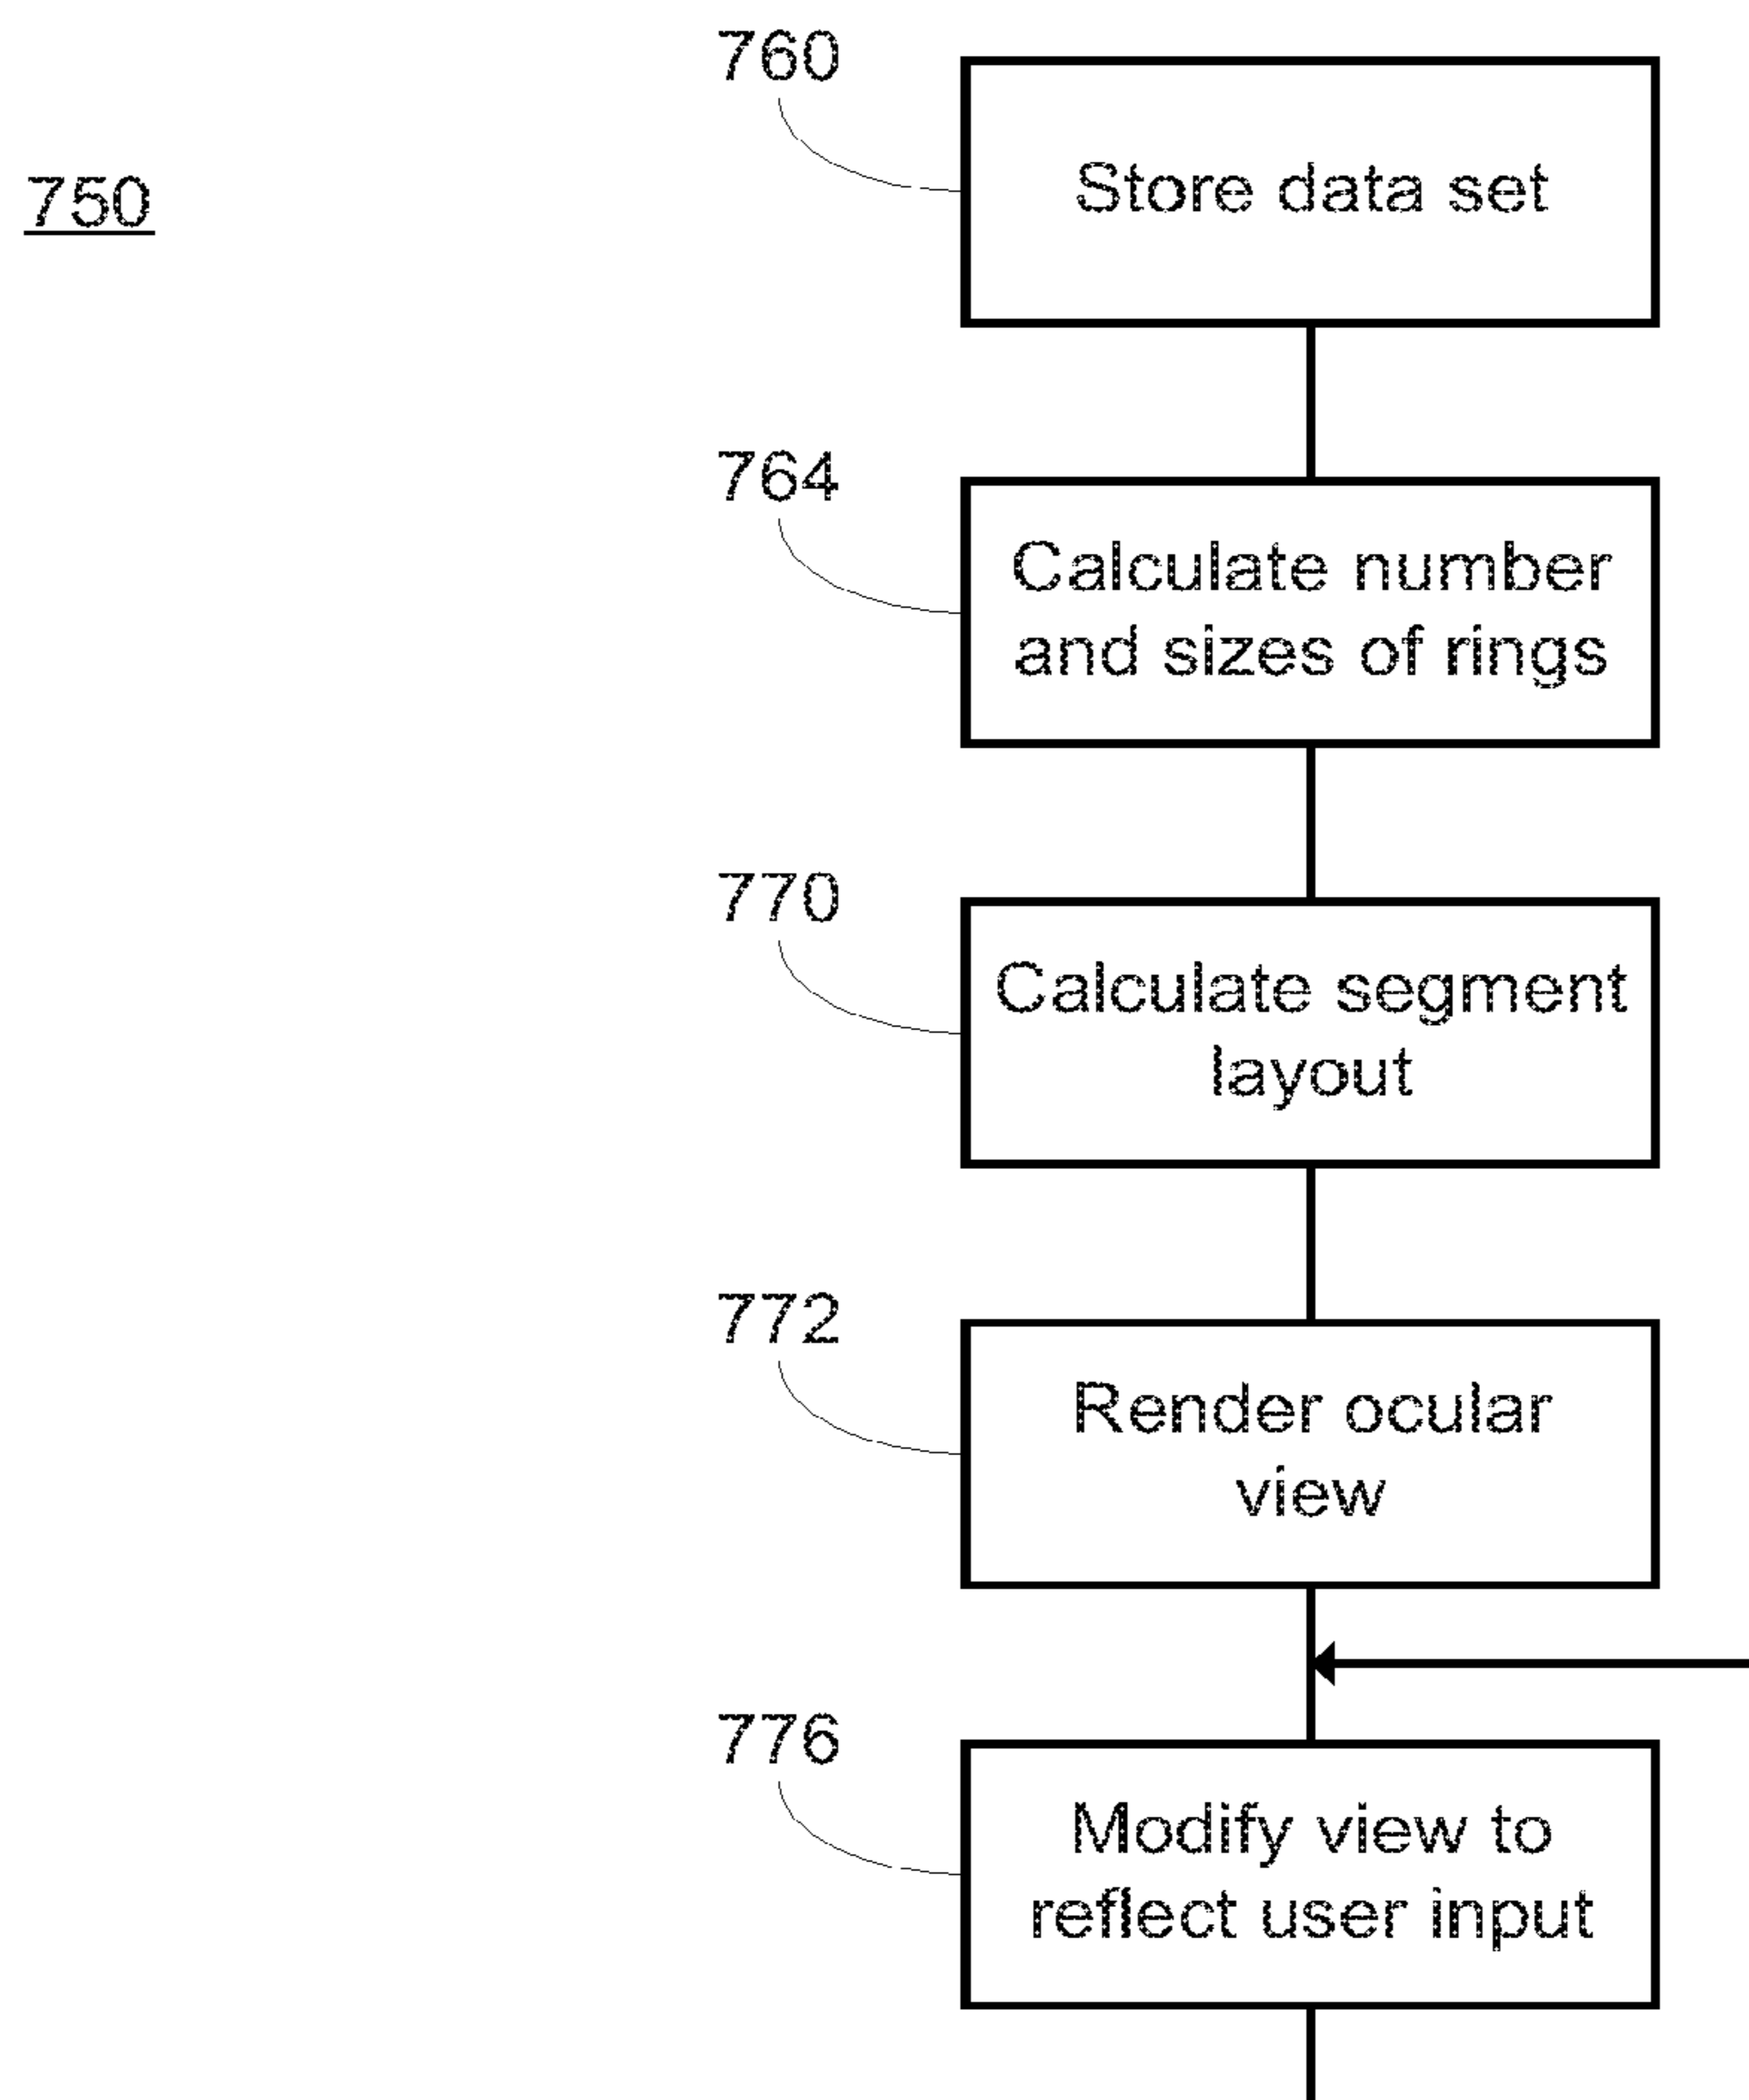 760
Store data set
750
764
Calculate number
and sizes of rings
770
Calculate segment
layout
772
Render ocular
view
776
Modify view to
reflect user input